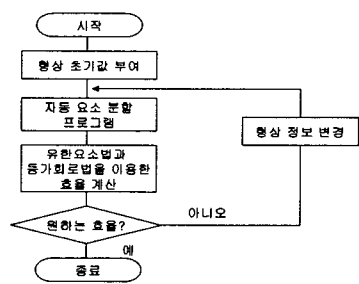 시작
형상 초기값 부여
자동 요소 분할
프로그램
유한요소법과
등가회로법을 이용한
효율 계산
형상 정보 변경
원하는 효율?
아니오
예
종료